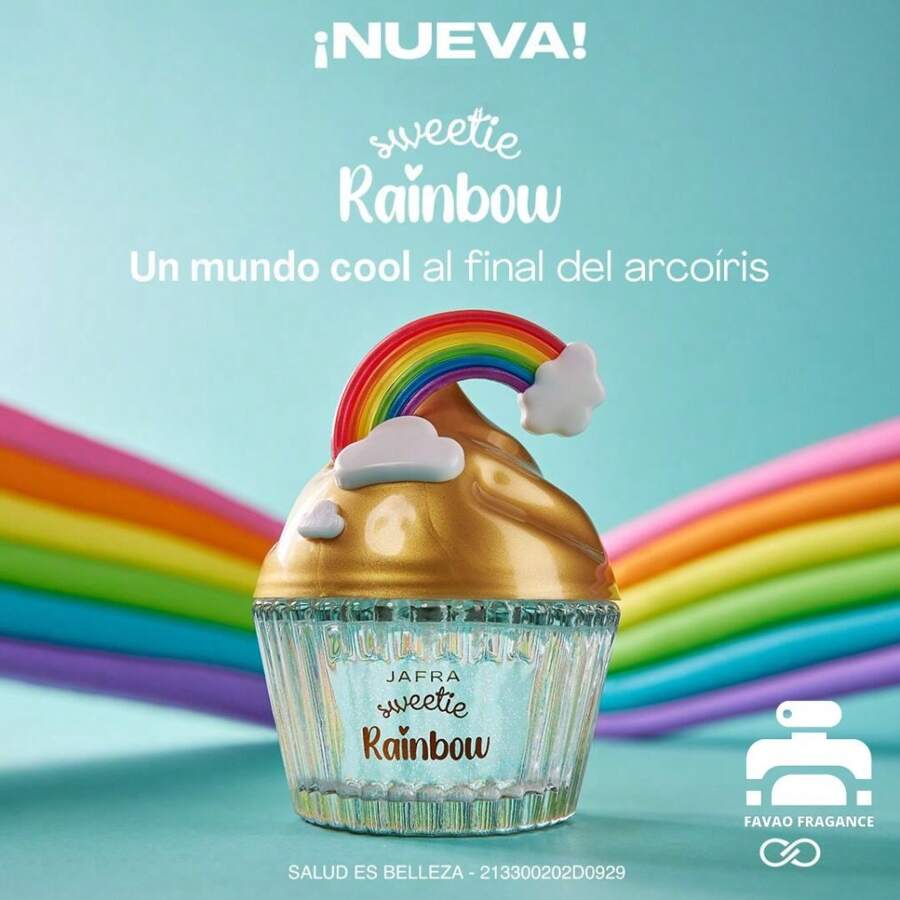 ¡NUEVA!
sweetie
Rainbow
Un mundo cool al final del arcoíris
JAFRA
sweetie
Rainbow
FAVAO FRAGANCE
SALUD ES BELLEZA - 213300202D0929